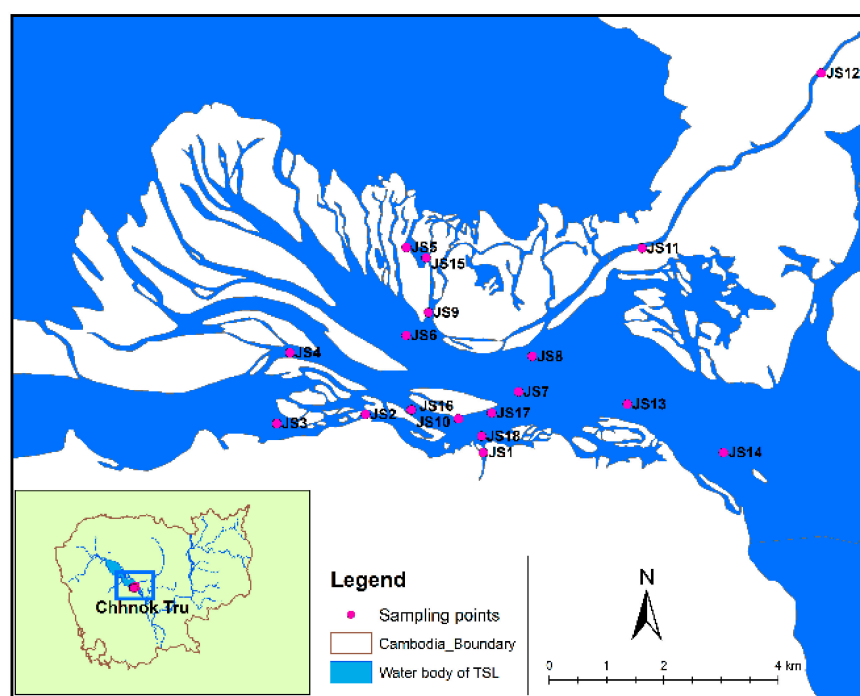 JS12
JS5
JS11
JS15
JS9
JS6
JS4
JS8
JS7
JS16
JS13
JS2
JS17
JS10
JS3
JS18
JS1
JS14
Chhnok Tru
Legend
Sampling points
Cambodia_Boundary
Water body of TSL
N
0 1 2 4 km